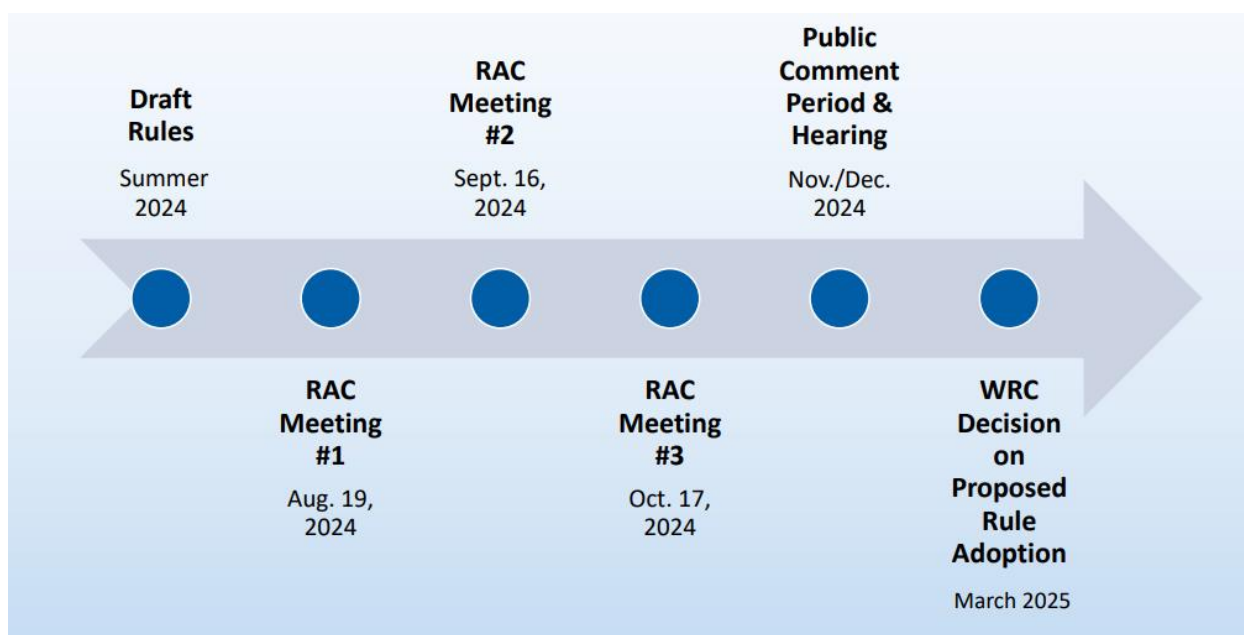 Draft
Rules
Summer
2024
RAC
Meeting
#1
Aug. 19,
2024
RAC
Meeting
#2
Sept. 16,
2024
RAC
Meeting
#3
Oct. 17,
2024
Public
Comment
Period &
Hearing
Nov./Dec.
2024
WRC
Decision
on
Proposed
Rule
Adoption
March 2025